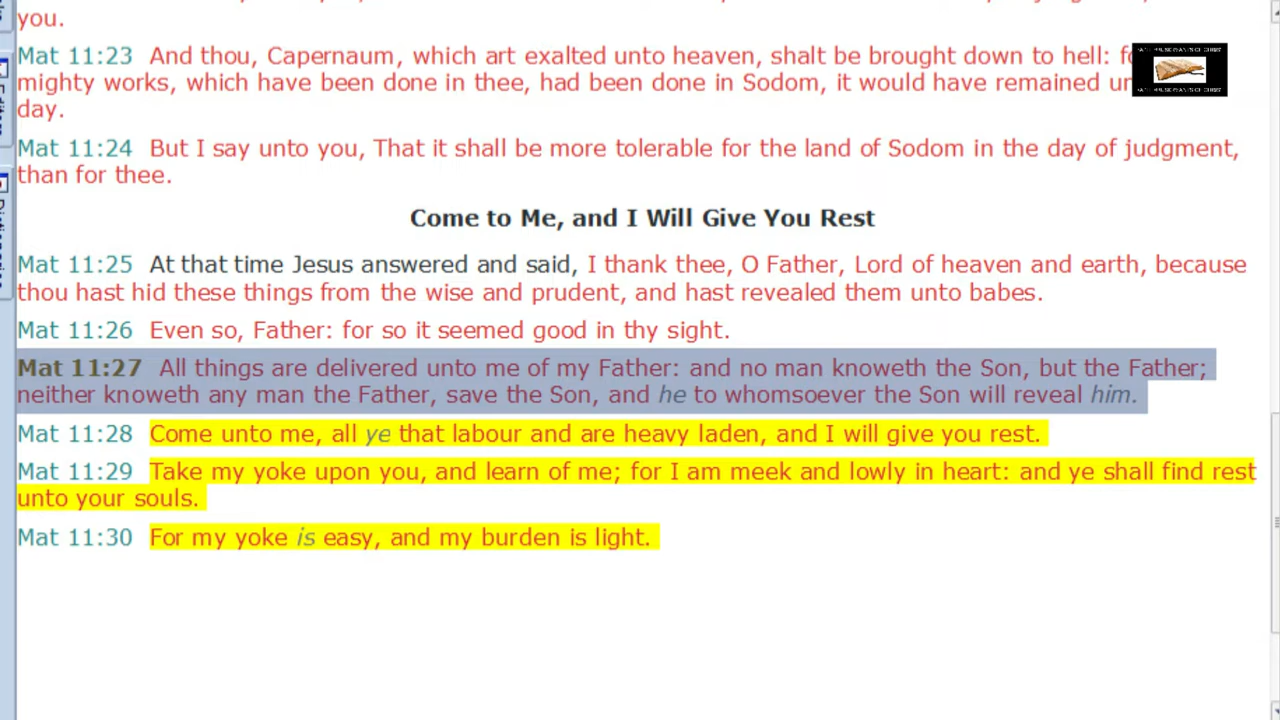 you.
Mat 11:23 And thou, Capernaum, which art exalted unto heaven, shalt be brought down to hell:
mighty works, which have been done in thee, had been done in Sodom, it would have remained
day.
Mat 11:24 But I say unto you, That it shall be more tolerable for the land of Sodom in the day of judgment,
than for thee.
Come to Me, and I Will Give You Rest
Mat 11:25 At that time Jesus answered and said, I thank thee, O Father, Lord of heaven and earth, because
thou hast hid these things from the wise and prudent, and hast revealed them unto babes.
Mat 11:26 Even so, Father: for so it seemed good in thy sight.
Mat 11:27 All things are delivered unto me of my Father: and no man knoweth the Son, but the Father;
neither knoweth any man the Father, save the Son, and he to whomsoever the Son will reveal him.
Mat 11:28 Come unto me, all ye that labour and are heavy laden, and I will give you rest.
Mat 11:29 Take my yoke upon you, and learn of me; for I am meek and lowly in heart: and ye shall find rest
unto your souls.
Mat 11:30 For my yoke is easy, and my burden is light.